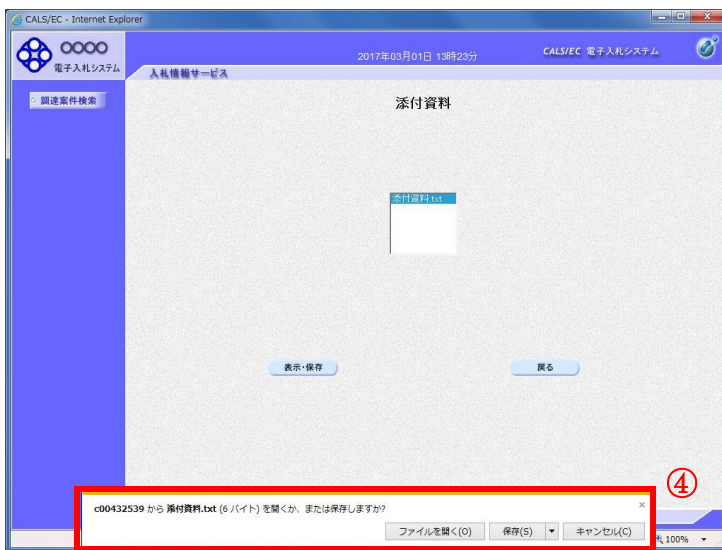 CALS/EC - Internet Explorer
OOOO
電子入札システム
2017年03月01日 13時23分
CALS/EC 電子入札システム
入札情報サービス
調達案件検索
添付資料
添付資料.txt
表示・保存
戻る
④
c00432539 から 添付資料.txt (6 バイト) を開くか、または保存しますか?
ファイルを開く(O) 保存(S) キャンセル(C)
100%